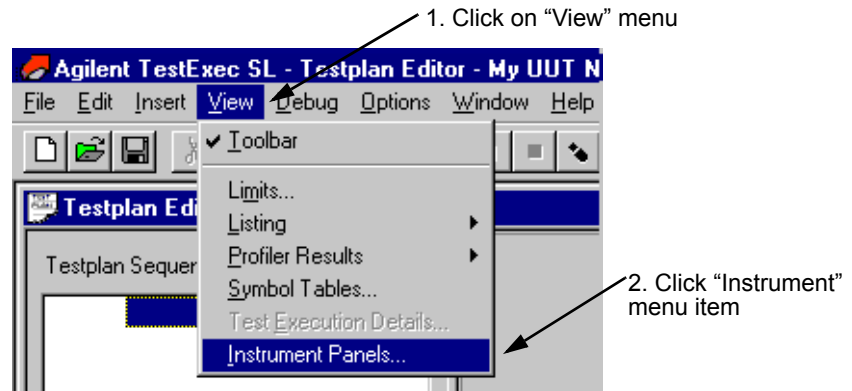 1. Click on “View” menu
Agilent TestExec SL - Testplan Editor - My UUT N
File Edit Insert View Debug Options Window Help
Toolbar
Limits...
Testplan Edi
Listing
Testplan Sequer
Profiler Results
Symbol Tables...
2. Click “Instrument”
menu item
Test Execution Details...
Instrument Panels...